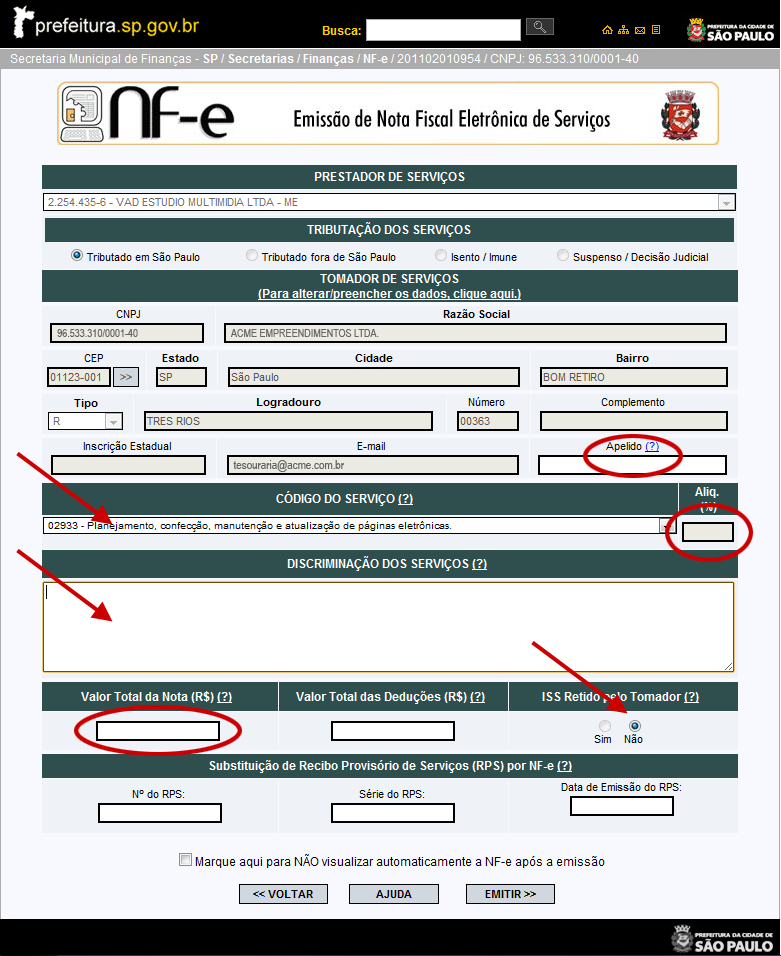 prefeitura.sp.gov.br
Busca:
PREFEITURA DA CIDADE DE
SÃO PAULO
Secretaria Municipal de Finanças - SP / Secretarias / Finanças / NF-e / 201102010954 / CNPJ: 96.533.310/0001-40
NF-e
Emissão de Nota Fiscal Eletrônica de Serviços
PRESTADOR DE SERVIÇOS
2.254.435-6 - VAD ESTUDIO MULTIMIDIA LTDA - ME
TRIBUTAÇÃO DOS SERVIÇOS
Tributado em São Paulo Tributado fora de São Paulo Isento / Imune Suspenso / Decisão Judicial
TOMADOR DE SERVIÇOS
(Para alterar/preencher os dados, clique aqui.)
CNPJ Razão Social
96.533.310/0001-40 ACME EMPREENDIMENTOS LTDA.
CEP Estado Cidade Bairro
01123-001 >> SP São Paulo BOM RETIRO
Tipo Logradouro Número Complemento
R TRES RIOS 00363
Inscrição Estadual E-mail Apelido (?)
tesouraria@acme.com.br
CÓDIGO DO SERVIÇO (?) Aliq. (%)
02933 - Planejamento, confecção, manutenção e atualização de páginas eletrônicas.
DISCRIMINAÇÃO DOS SERVIÇOS (?)
Valor Total da Nota (R$) (?) Valor Total das Deduções (R$) (?) ISS Retido pelo Tomador (?)
Sim Não
Substituição de Recibo Provisório de Serviços (RPS) por NF-e (?)
Nº do RPS: Série do RPS: Data de Emissão do RPS:
Marque aqui para NÃO visualizar automaticamente a NF-e após a emissão
<< VOLTAR AJUDA EMITIR >>
PREFEITURA DA CIDADE DE
SÃO PAULO